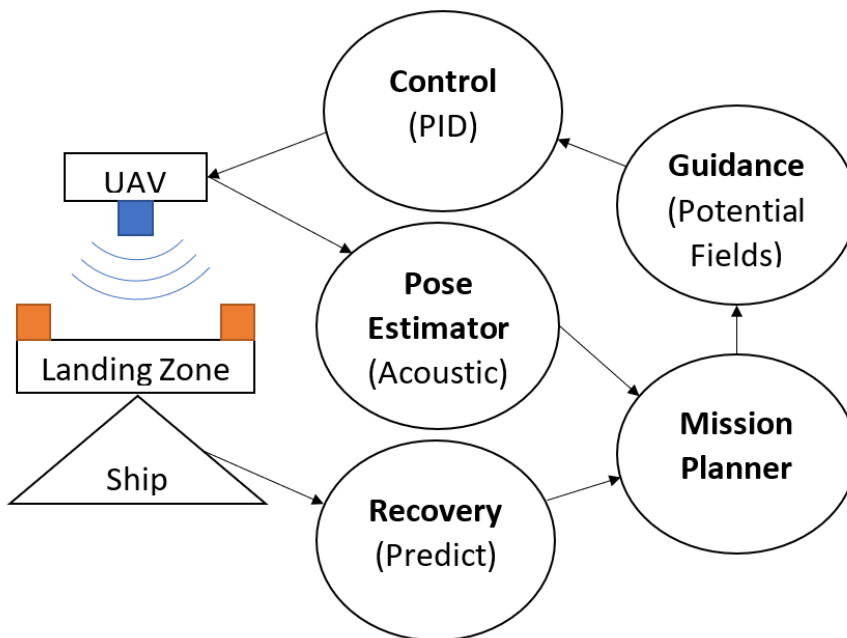 Control
(PID)
UAV
Guidance
(Potential
Fields)
Pose
Estimator
(Acoustic)
Landing Zone
Mission
Planner
Ship
Recovery
(Predict)